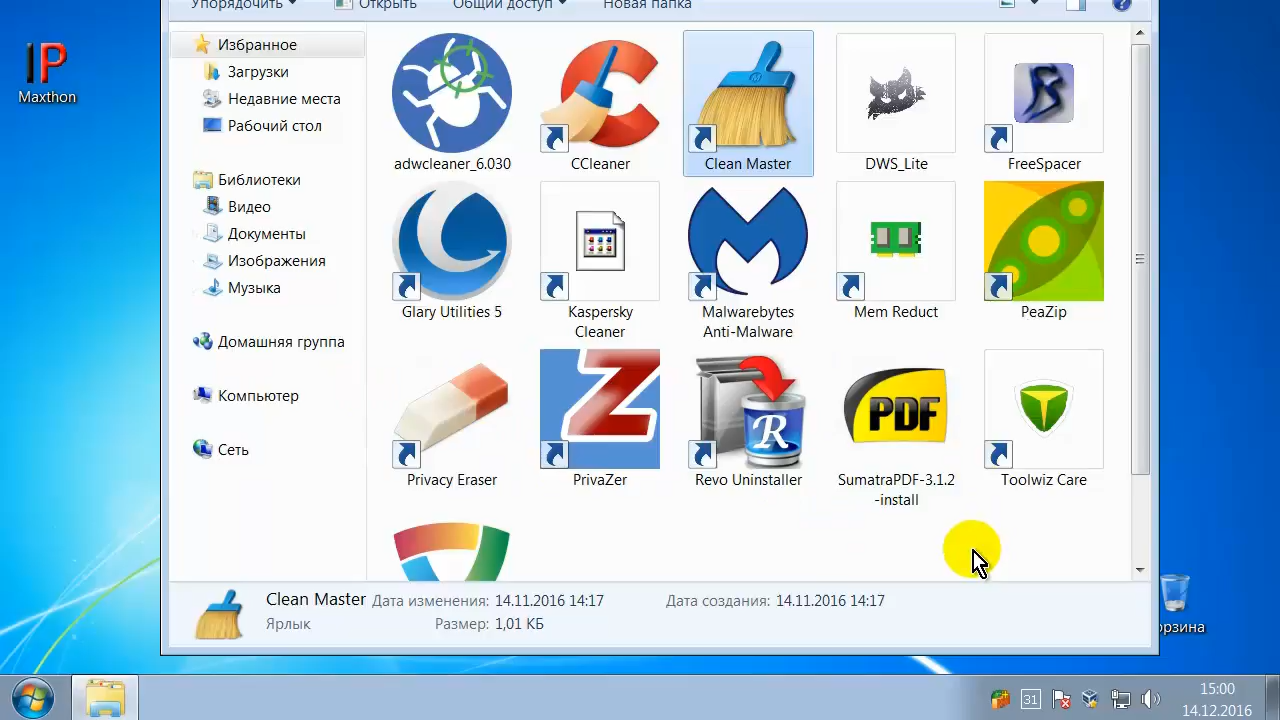 Упорядочить
Открыть
Общий доступ
Новая папка
IP
Maxthon
Избранное
Загрузки
Недавние места
Рабочий стол
Библиотеки
Видео
Документы
Изображения
Музыка
Домашняя группа
Компьютер
Сеть
adwcleaner_6.030
CCleaner
Clean Master
DWS_Lite
FreeSpacer
Glary Utilities 5
Kaspersky
Cleaner
Malwarebytes
Anti-Malware
Mem Reduct
PeaZip
Privacy Eraser
PrivaZer
Revo Uninstaller
PDF
SumatraPDF-3.1.2
-install
Toolwiz Care
Clean Master Дата изменения: 14.11.2016 14:17 Дата создания: 14.11.2016 14:17
Ярлык Размер: 1,01 КБ
орзина
31
15:00
14.12.2016